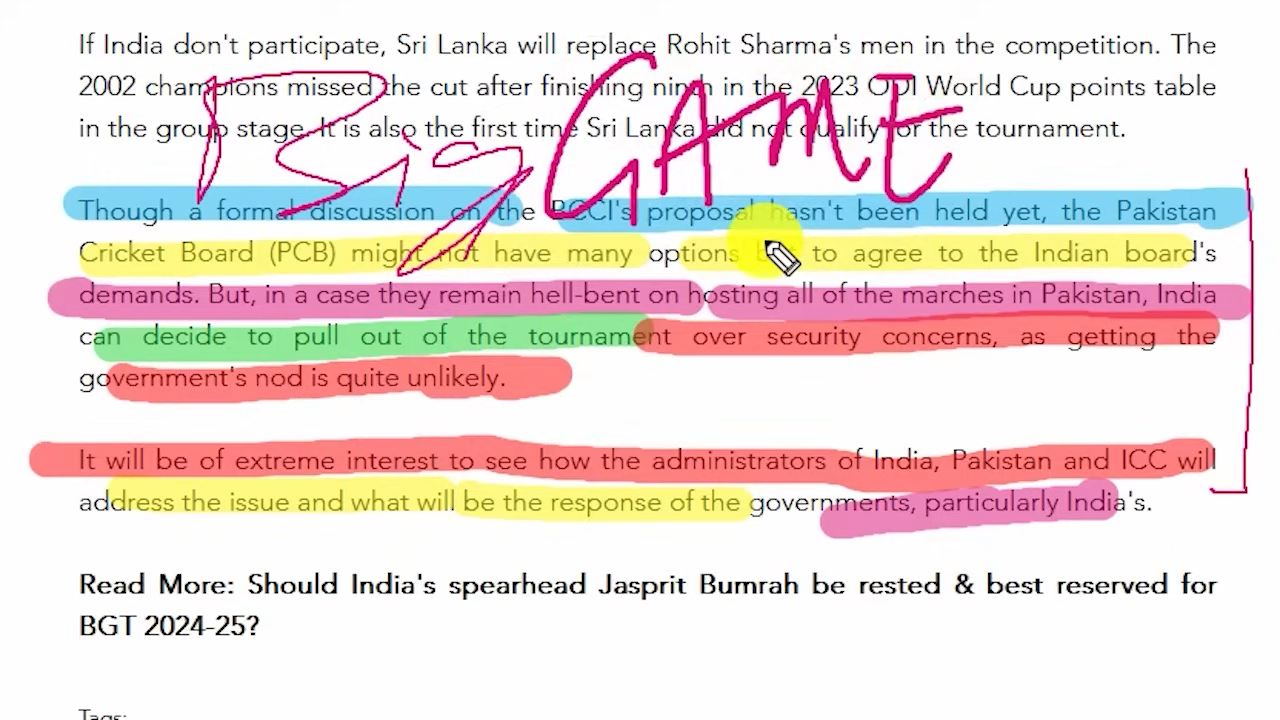 If India don't participate, Sri Lanka will replace Rohit Sharma's men in the competition. The
2002 champions missed the cut after finishing ninth in the 2023 ODI World Cup points table
in the group stage. It is also the first time Sri Lanka did not qualify for the tournament.
Big GAME
Though a formal discussion on the BCCI's proposal hasn't been held yet, the Pakistan
Cricket Board (PCB) might not have many options but to agree to the Indian board's
demands. But, in a case they remain hell-bent on hosting all of the marches in Pakistan, India
can decide to pull out of the tournament over security concerns, as getting the
government's nod is quite unlikely.
It will be of extreme interest to see how the administrators of India, Pakistan and ICC will
address the issue and what will be the response of the governments, particularly India's.
Read More: Should India's spearhead Jasprit Bumrah be rested & best reserved for
BGT 2024-25?
Tags: